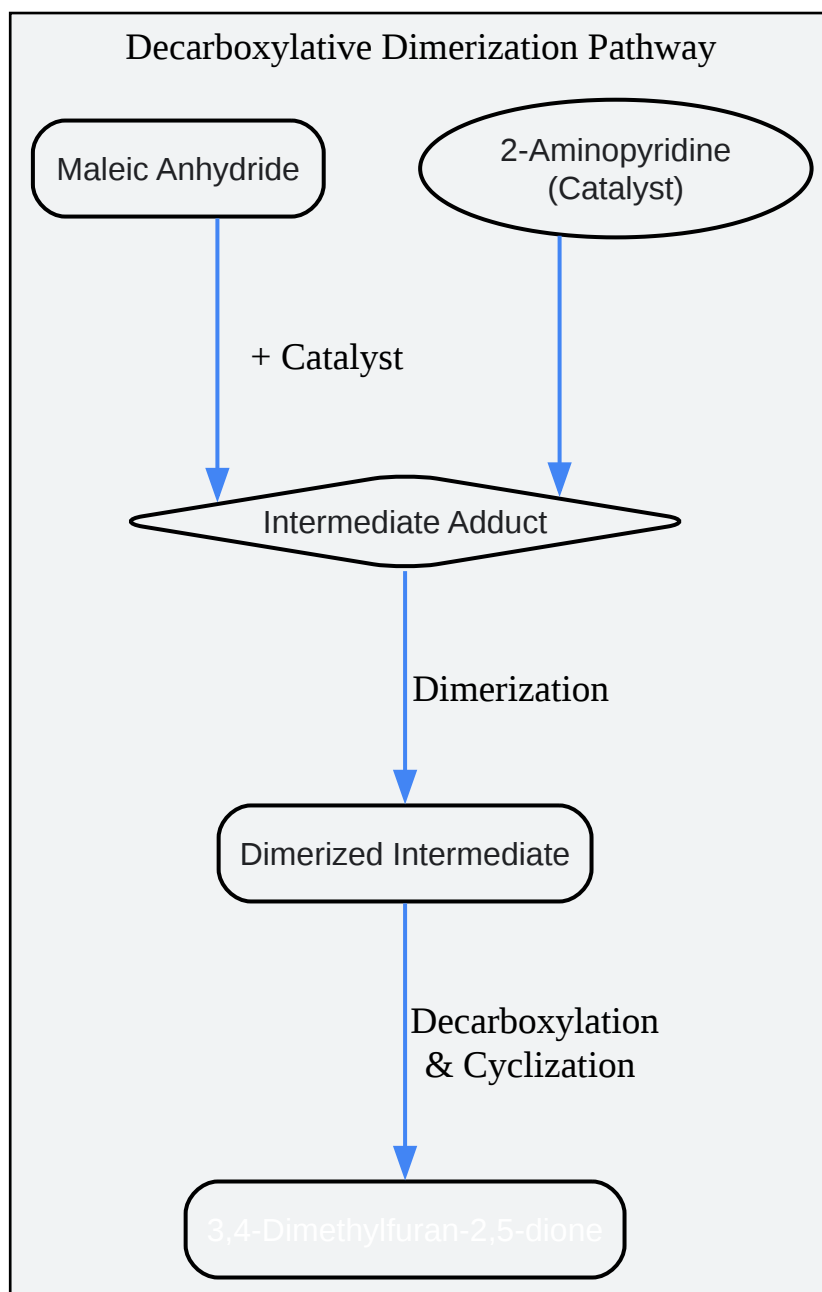 Decarboxylative Dimerization Pathway
Maleic Anhydride
2-Aminopyridine
(Catalyst)
+ Catalyst
Intermediate Adduct
Dimerization
Dimerized Intermediate
Decarboxylation
& Cyclization
3,4-Dimethylfuran-2,5-dione